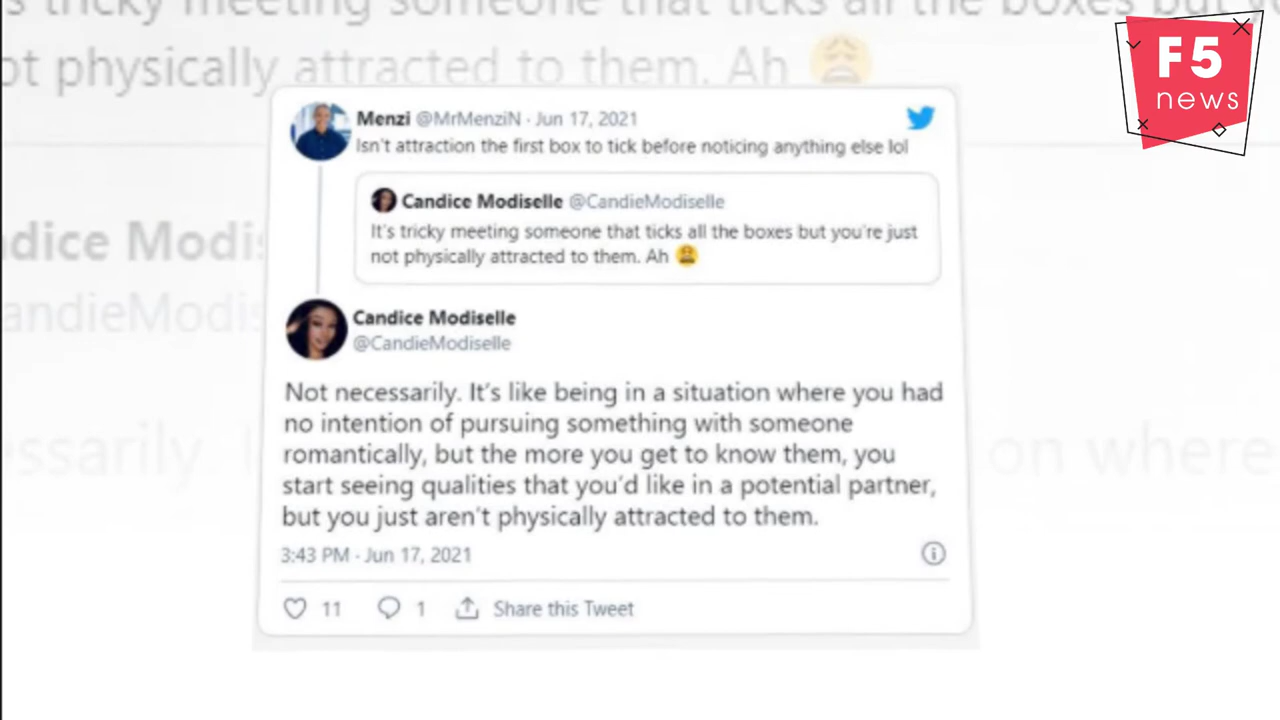 s tricky meeting someone that ticks all the boxes but yo
ot physically attracted to them. Ah 😩
F5
news
Menzi @MrMenziN · Jun 17, 2021
Isn't attraction the first box to tick before noticing anything else lol
Candice Modiselle @CandieModiselle
It's tricky meeting someone that ticks all the boxes but you're just
not physically attracted to them. Ah 😩
ndice Modis
andieModis
Candice Modiselle
@CandieModiselle
Not necessarily. It's like being in a situation where you had
no intention of pursuing something with someone
romantically, but the more you get to know them, you
start seeing qualities that you'd like in a potential partner,
but you just aren't physically attracted to them.
essarily. I on where
3:43 PM · Jun 17, 2021
11 1 Share this Tweet